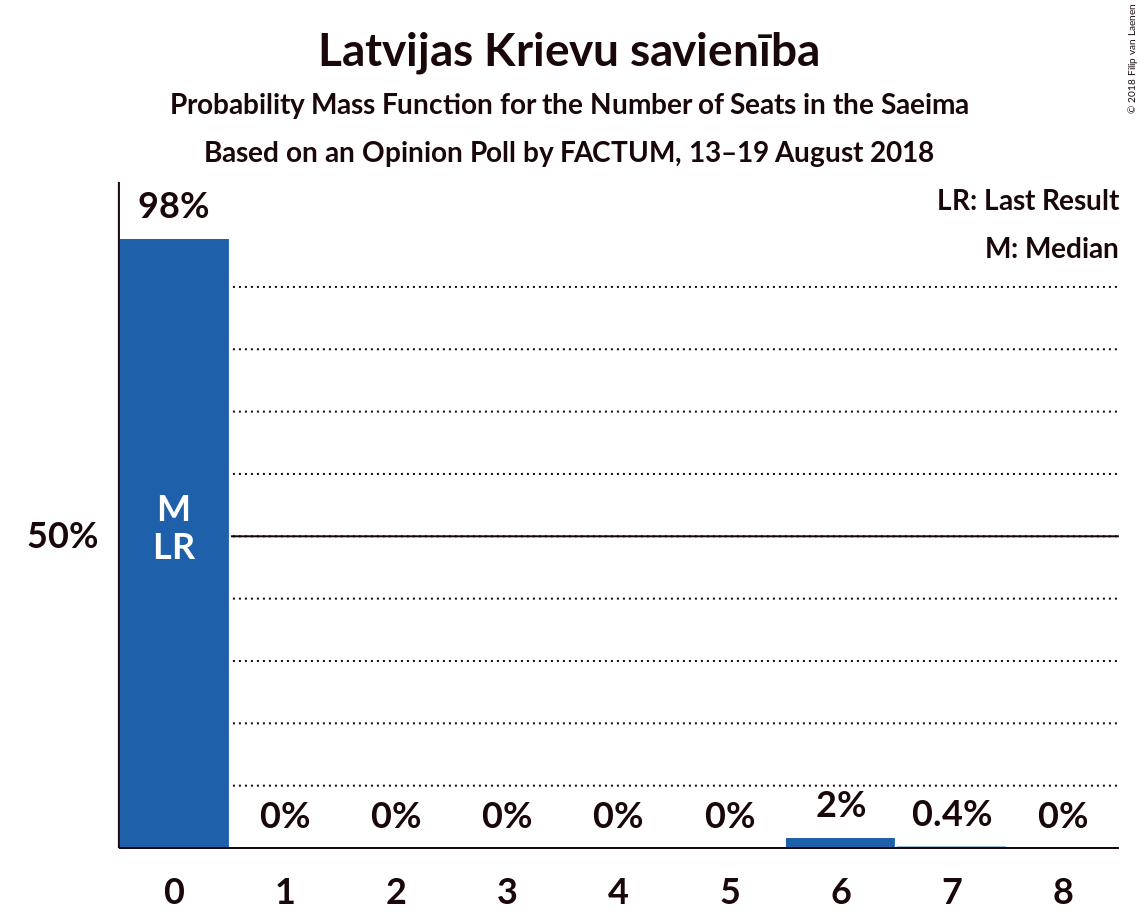 Latvijas Krievu savienība
Probability Mass Function for the Number of Seats in the Saeima
Based on an Opinion Poll by FACTUM, 13–19 August 2018
© 2018 Filip van Laenen
LR: Last Result
M: Median
98%
M
LR
50%
0% 0% 0% 0% 0% 2% 0.4% 0%
0 1 2 3 4 5 6 7 8